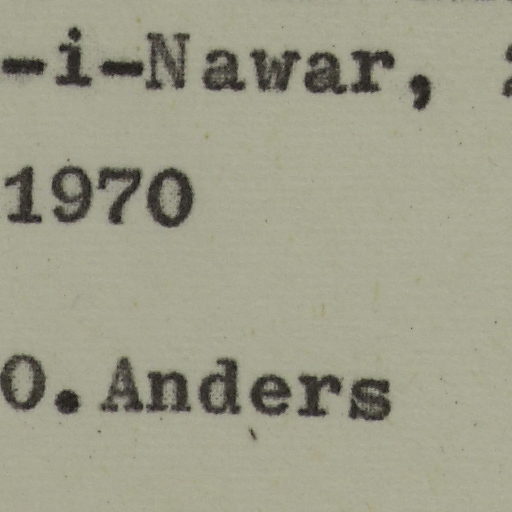 -i-Nawar,
1970
O. Anders